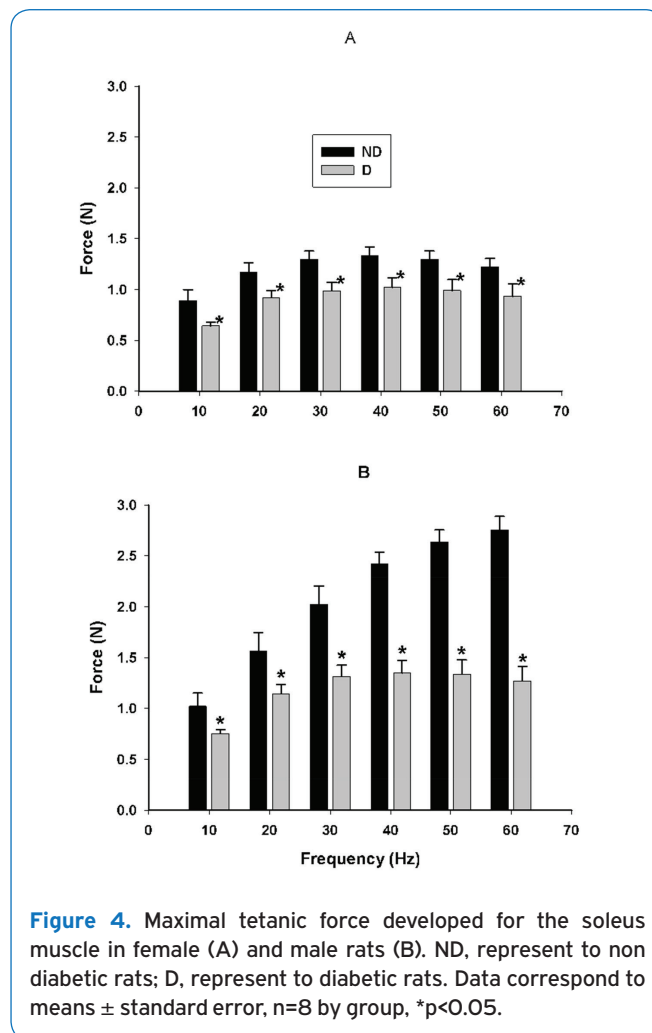 A
3.0
2.5
2.0
1.5
1.0
0.5
0.0
Force (N)
ND
D
* * * * * *
0 10 20 30 40 50 60 70
B
3.0
2.5
2.0
1.5
1.0
0.5
0.0
Force (N)
* * * * * *
0 10 20 30 40 50 60 70
Frequency (Hz)
Figure 4. Maximal tetanic force developed for the soleus
muscle in female (A) and male rats (B). ND, represent to non
diabetic rats; D, represent to diabetic rats. Data correspond to
means ± standard error, n=8 by group, *p<0.05.